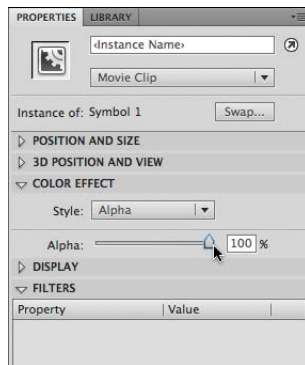 PROPERTIES LIBRARY
‹Instance Name›
Movie Clip
Instance of: Symbol 1 Swap...
POSITION AND SIZE
3D POSITION AND VIEW
COLOR EFFECT
Style: Alpha
Alpha: 100 %
DISPLAY
FILTERS
Property Value